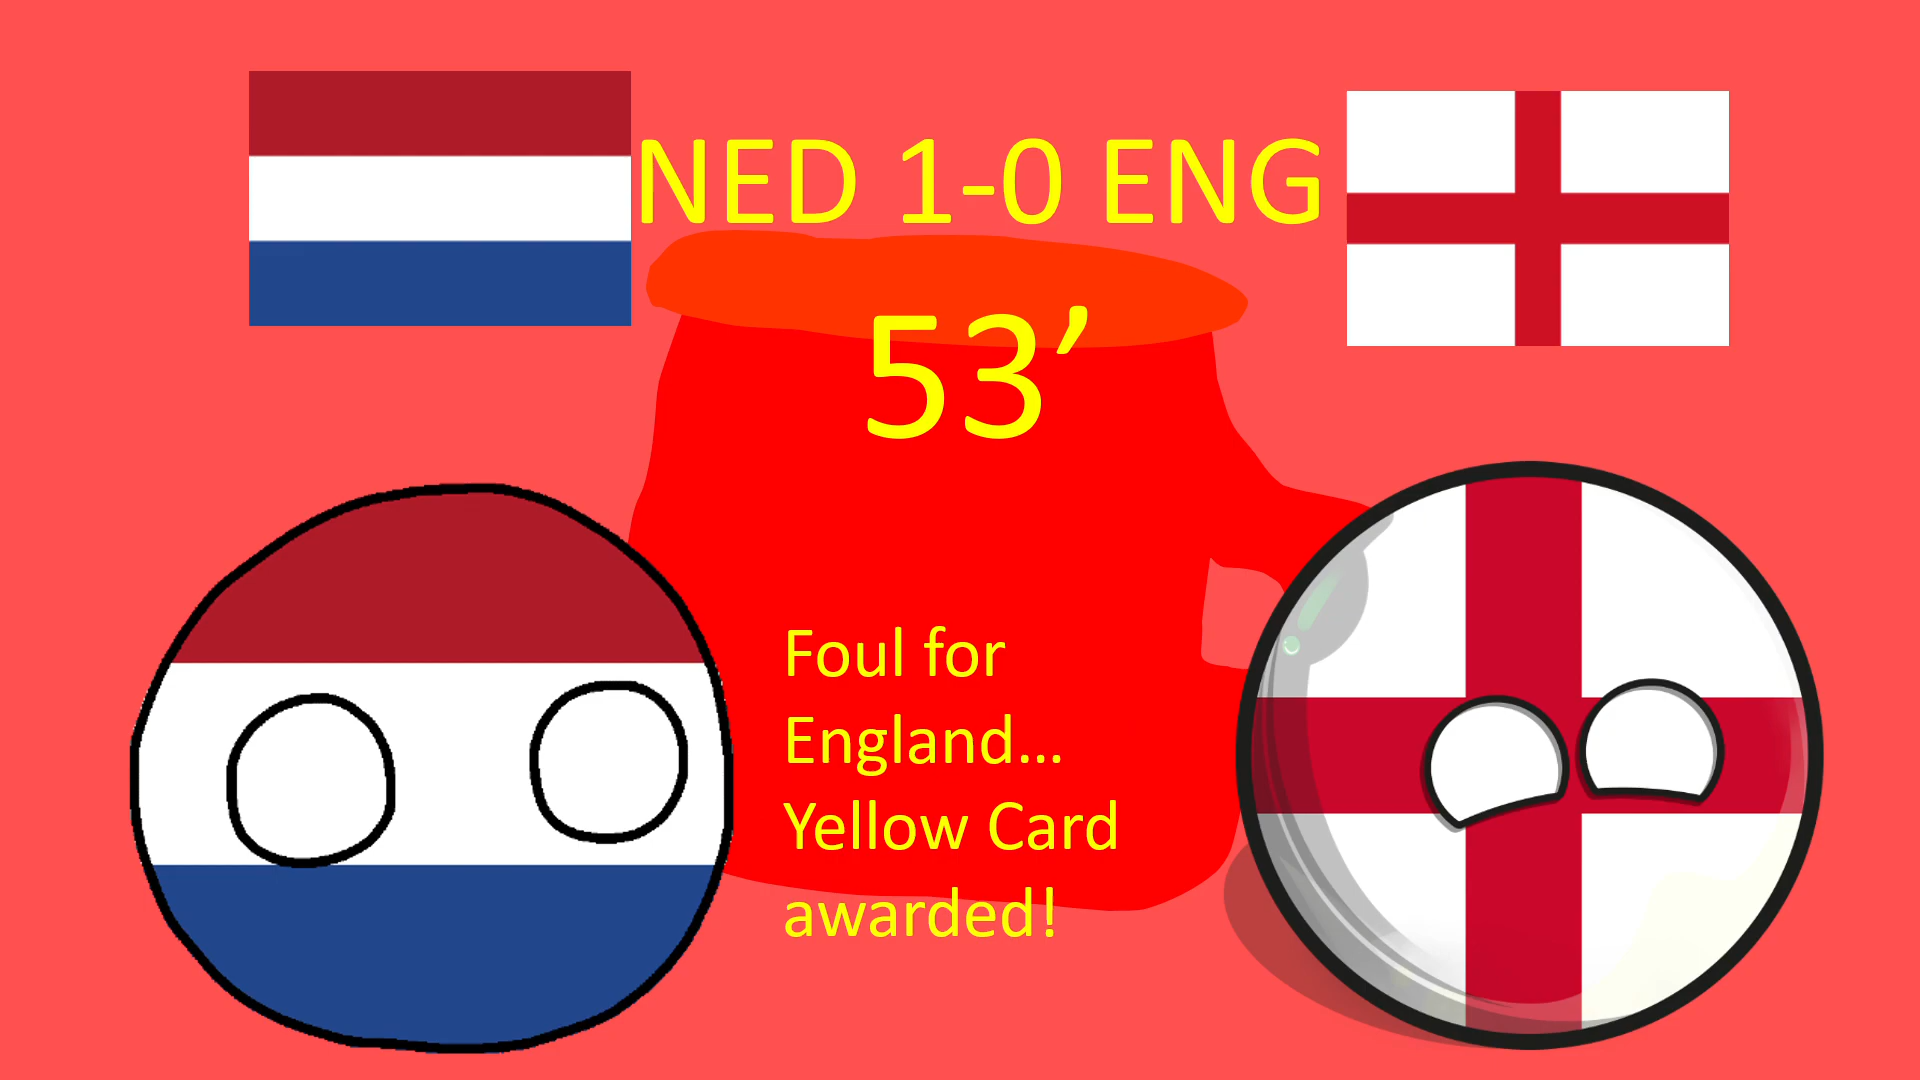 NED 1-0 ENG
53’
Foul for
England...
Yellow Card
awarded!